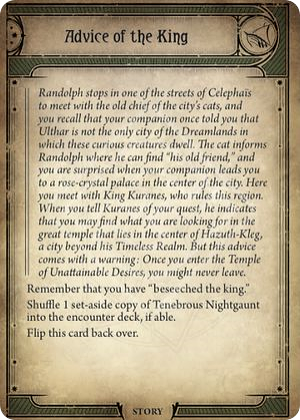 Advice of the King
Randolph stops in one of the streets of Celephaïs
to meet with the old chief of the city's cats, and
you recall that your companion once told you that
Ulthar is not the only city of the Dreamlands in
which these curious creatures dwell. The cat informs
Randolph where he can find “his old friend,” and
you are surprised when your companion leads you
to a rose-crystal palace in the center of the city. Here
you meet with King Kuranes, who rules this region.
When you tell Kuranes of your quest, he indicates
that you may find what you are looking for in the
great temple that lies in the center of Hazuth-Kleg,
a city beyond his Timeless Realm. But this advice
comes with a warning: Once you enter the Temple
of Unattainable Desires, you might never leave.
Remember that you have “beseeched the king.”
Shuffle 1 set-aside copy of Tenebrous Nightgaunt
into the encounter deck, if able.
Flip this card back over.
STORY